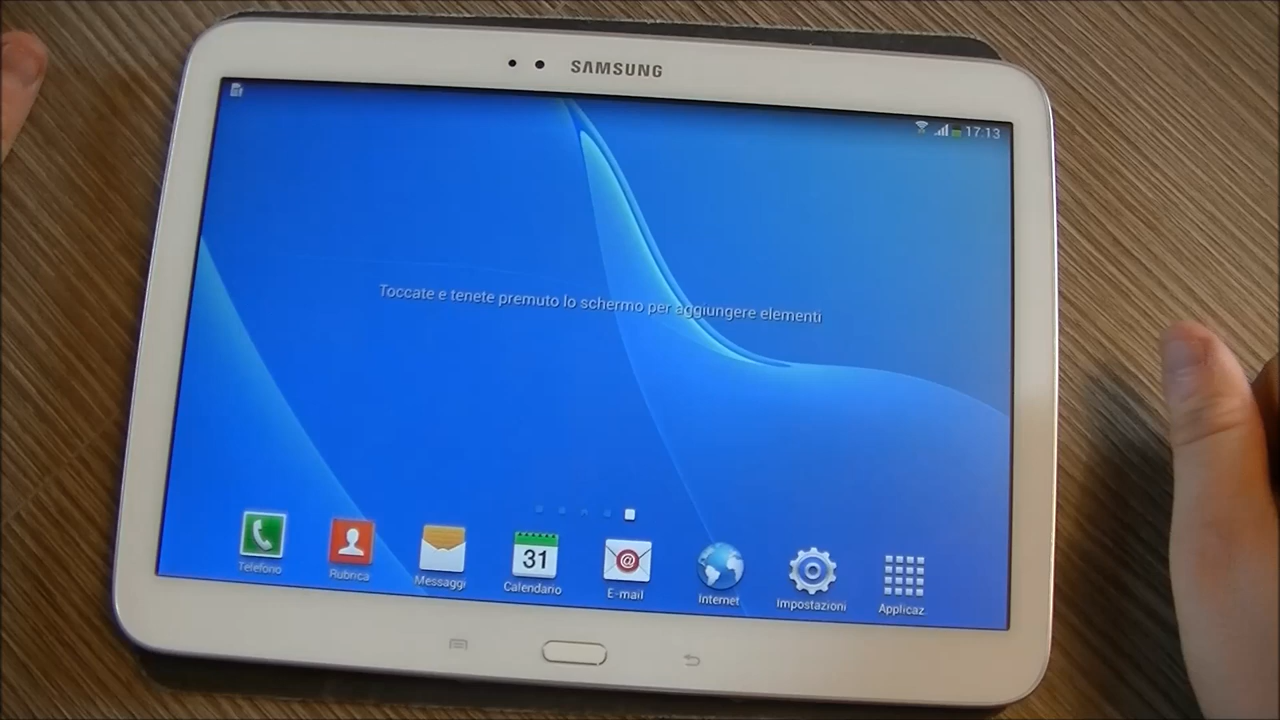 SAMSUNG
17:13
Toccate e tenete premuto lo schermo per aggiungere elementi
31
@
Telefono
Rubrica
Messaggi
Calendario
E-mail
Internet
Impostazioni
Applicaz.